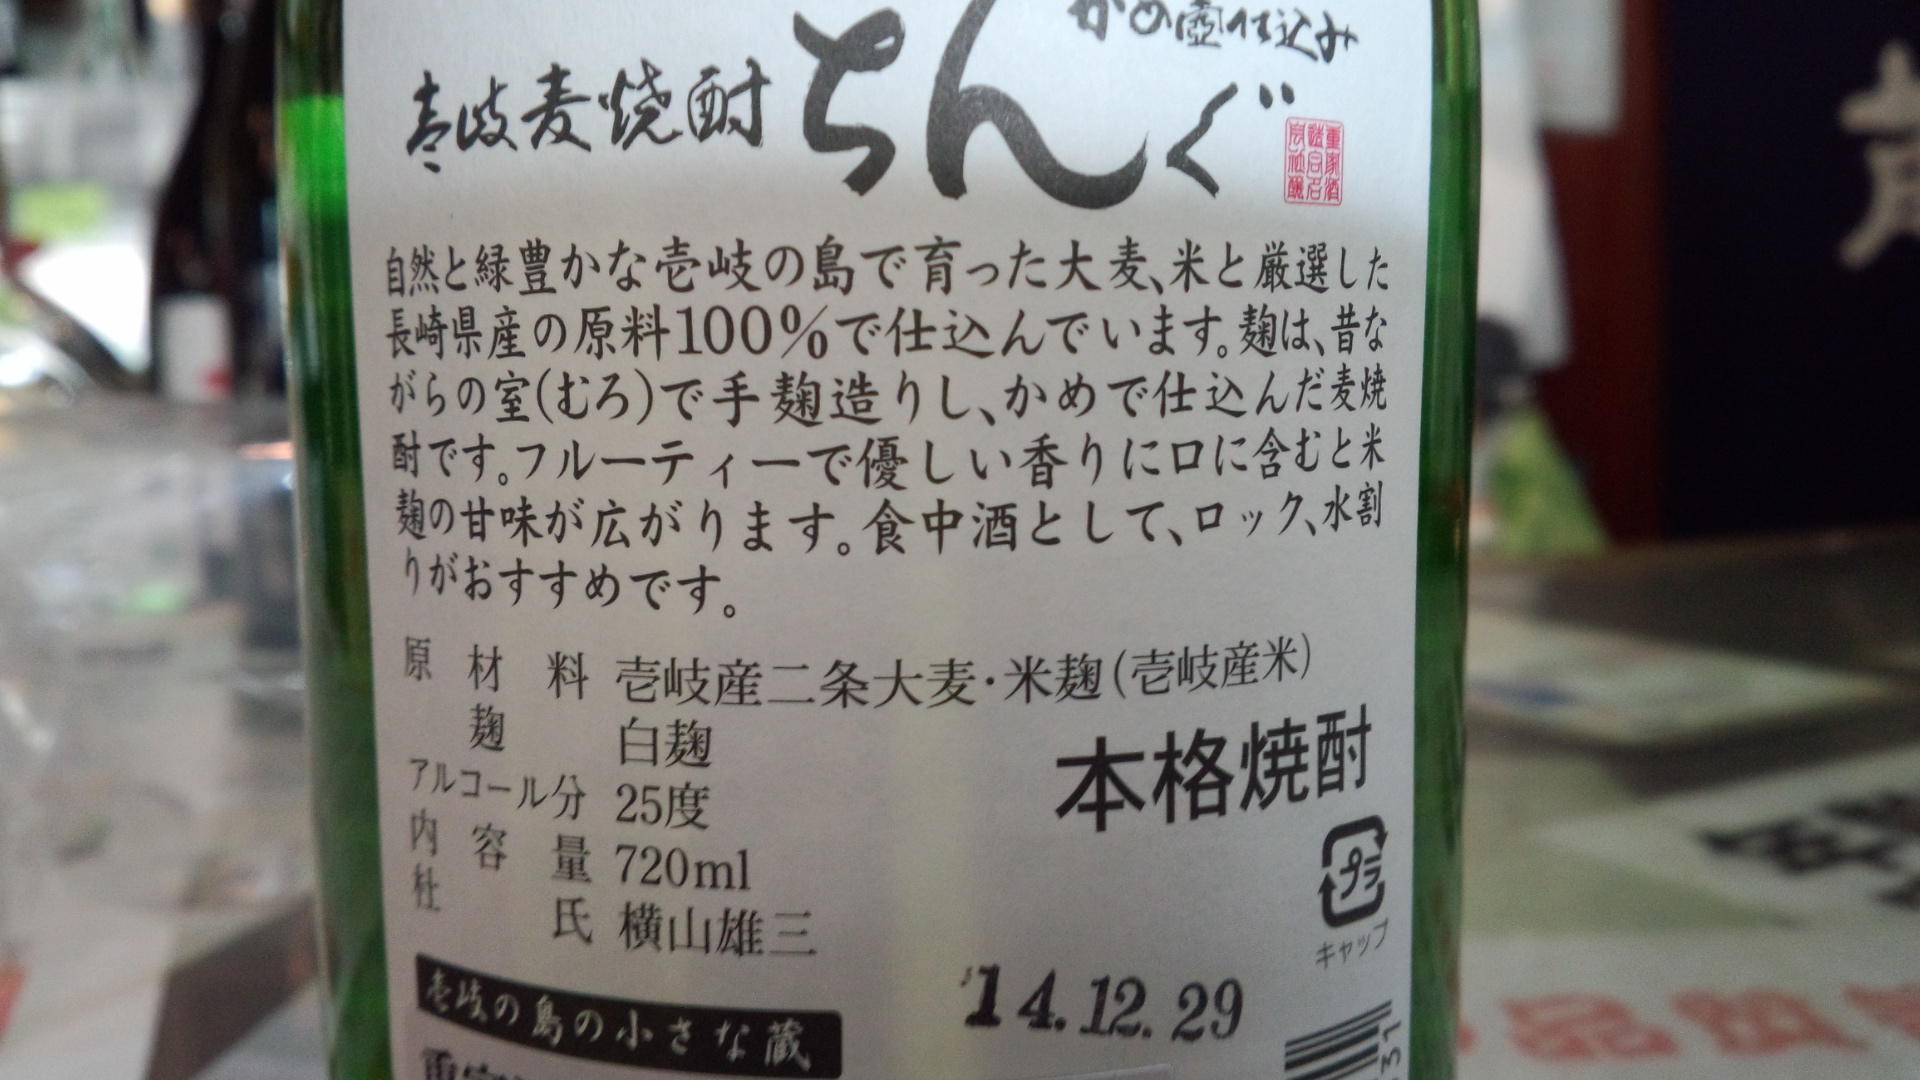 かめ壺仕込み
壱岐麦焼酎 ちんぐ
重家酒
自然と緑豊かな壱岐の島で育った大麦、米と厳選した
長崎県産の原料100%で仕込んでいます。麹は、昔な
がらの室(むろ)で手麹造りし、かめで仕込んだ麦焼
酎です。フルーティーで優しい香りに口に含むと米
麹の甘味が広がります。食中酒として、ロック、水割
りがおすすめです。
原材料 壱岐産二条大麦・米麹(壱岐産米)
麹 白麹
アルコール分 25度
内容量 720ml
杜氏 横山雄三
本格焼酎
プラ
キャップ
14.12.29
壱岐の島の小さな蔵